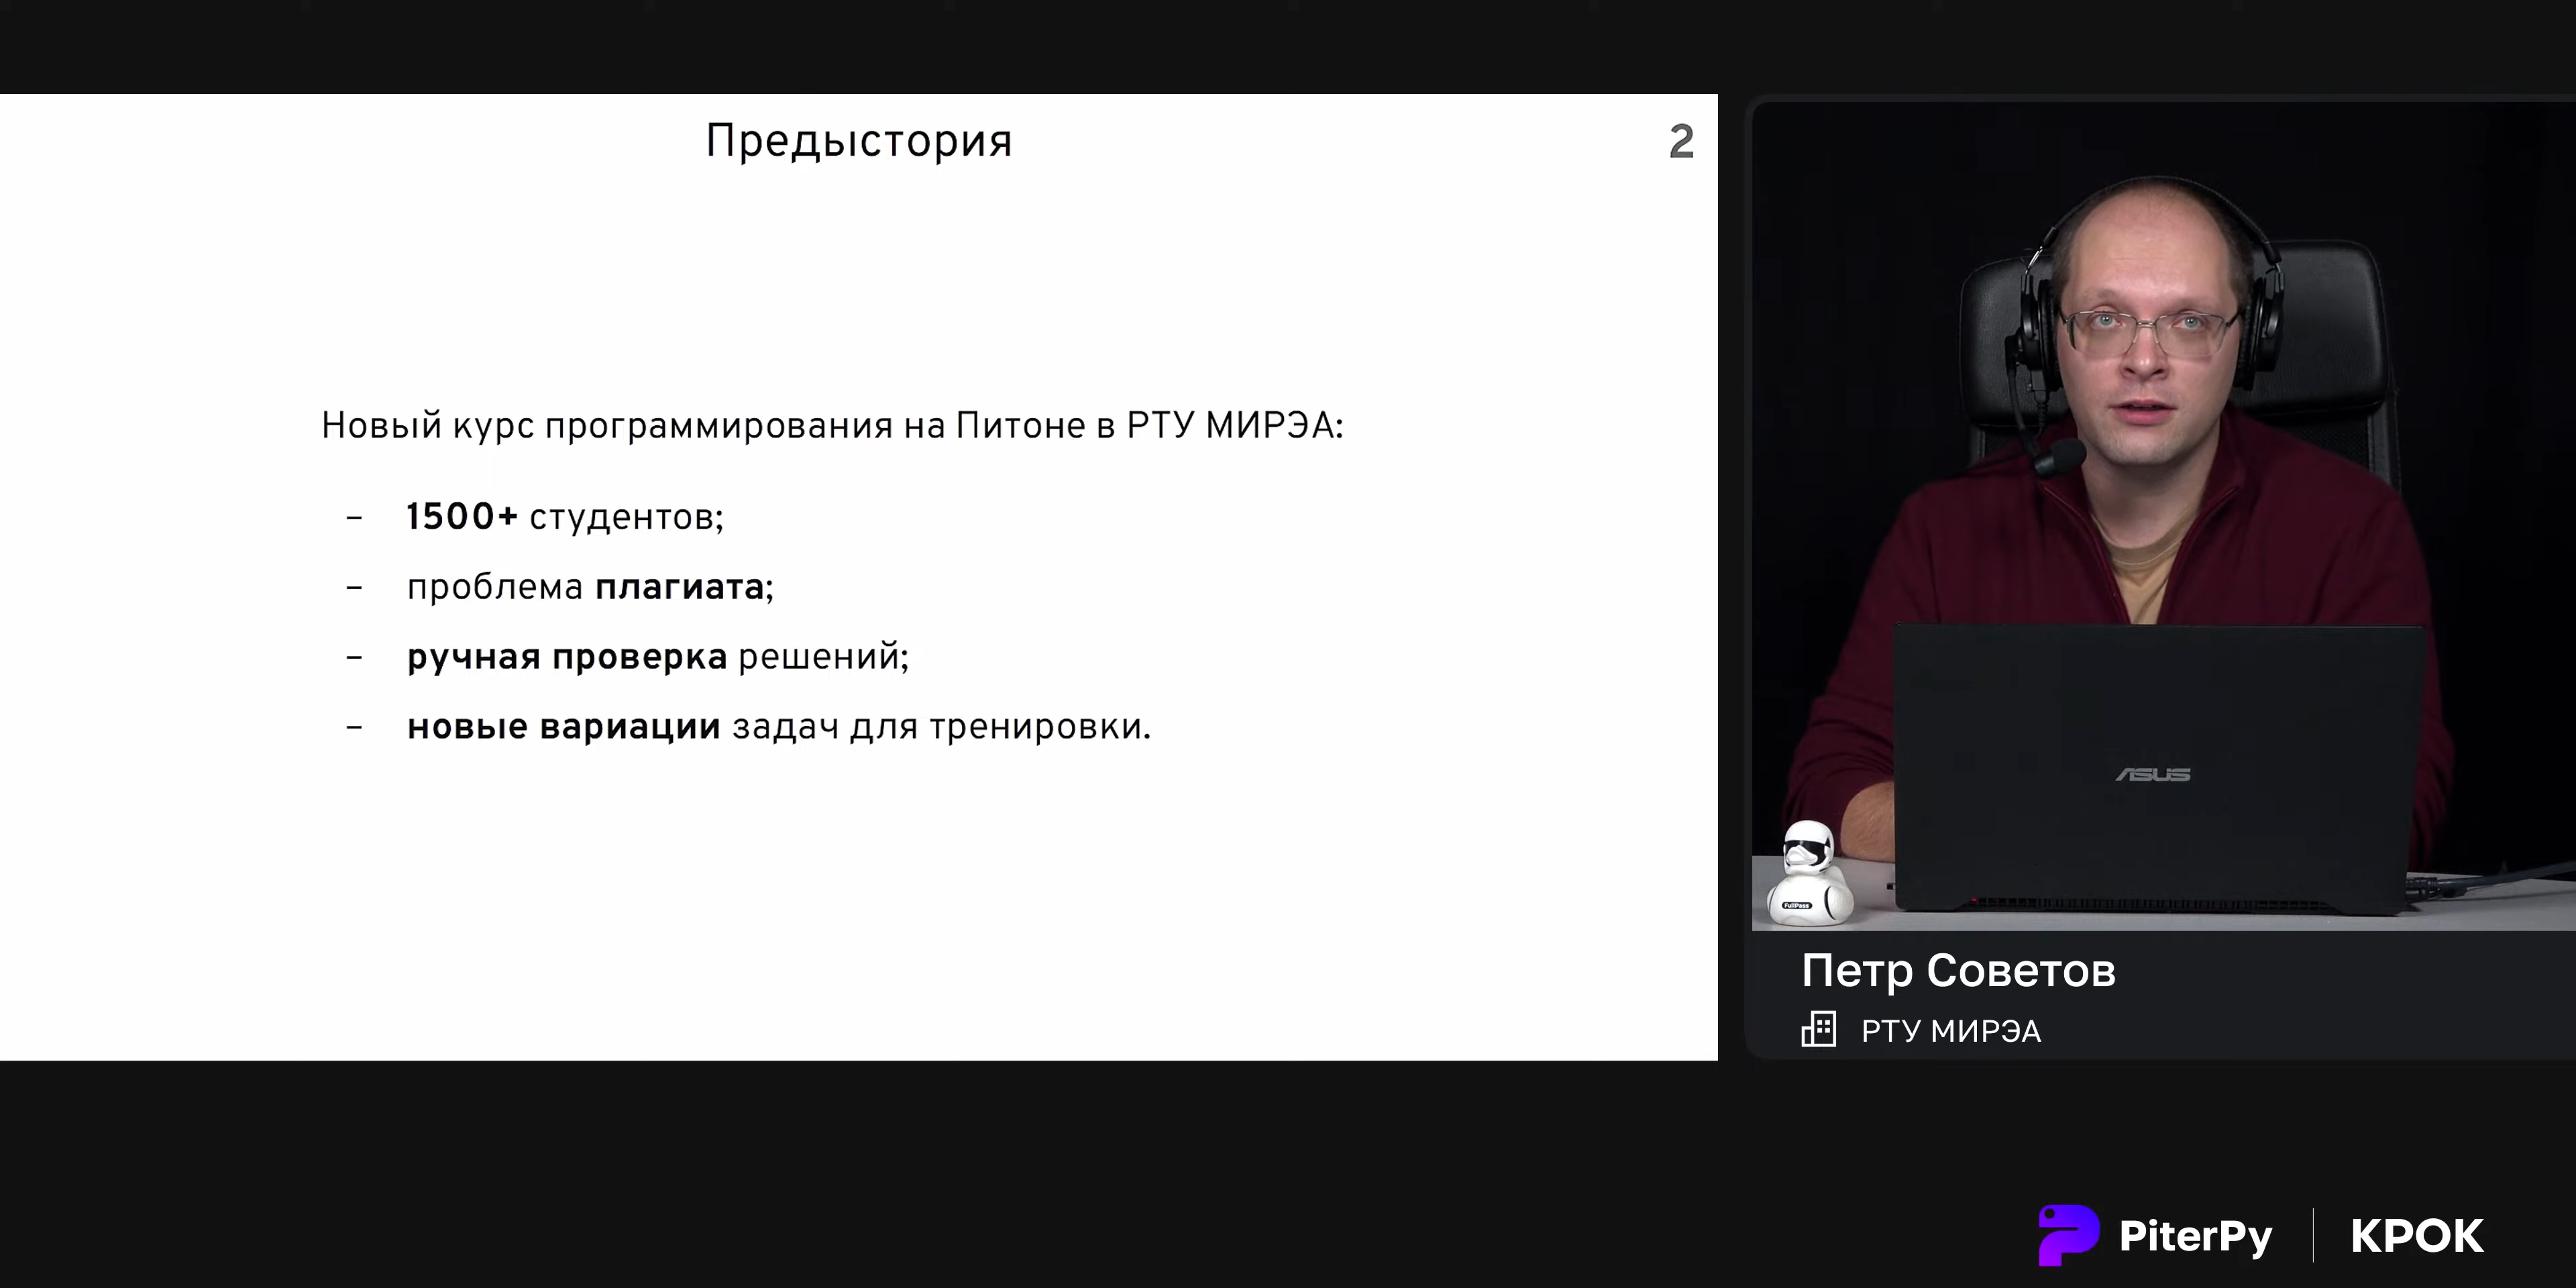 Предыстория
2
Новый курс программирования на Питоне в РТУ МИРЭА:
- 1500+ студентов;
- проблема плагиата;
- ручная проверка решений;
- новые вариации задач для тренировки.
ASUS
FullPass
Петр Советов
РТУ МИРЭА
PiterPy
КРОК